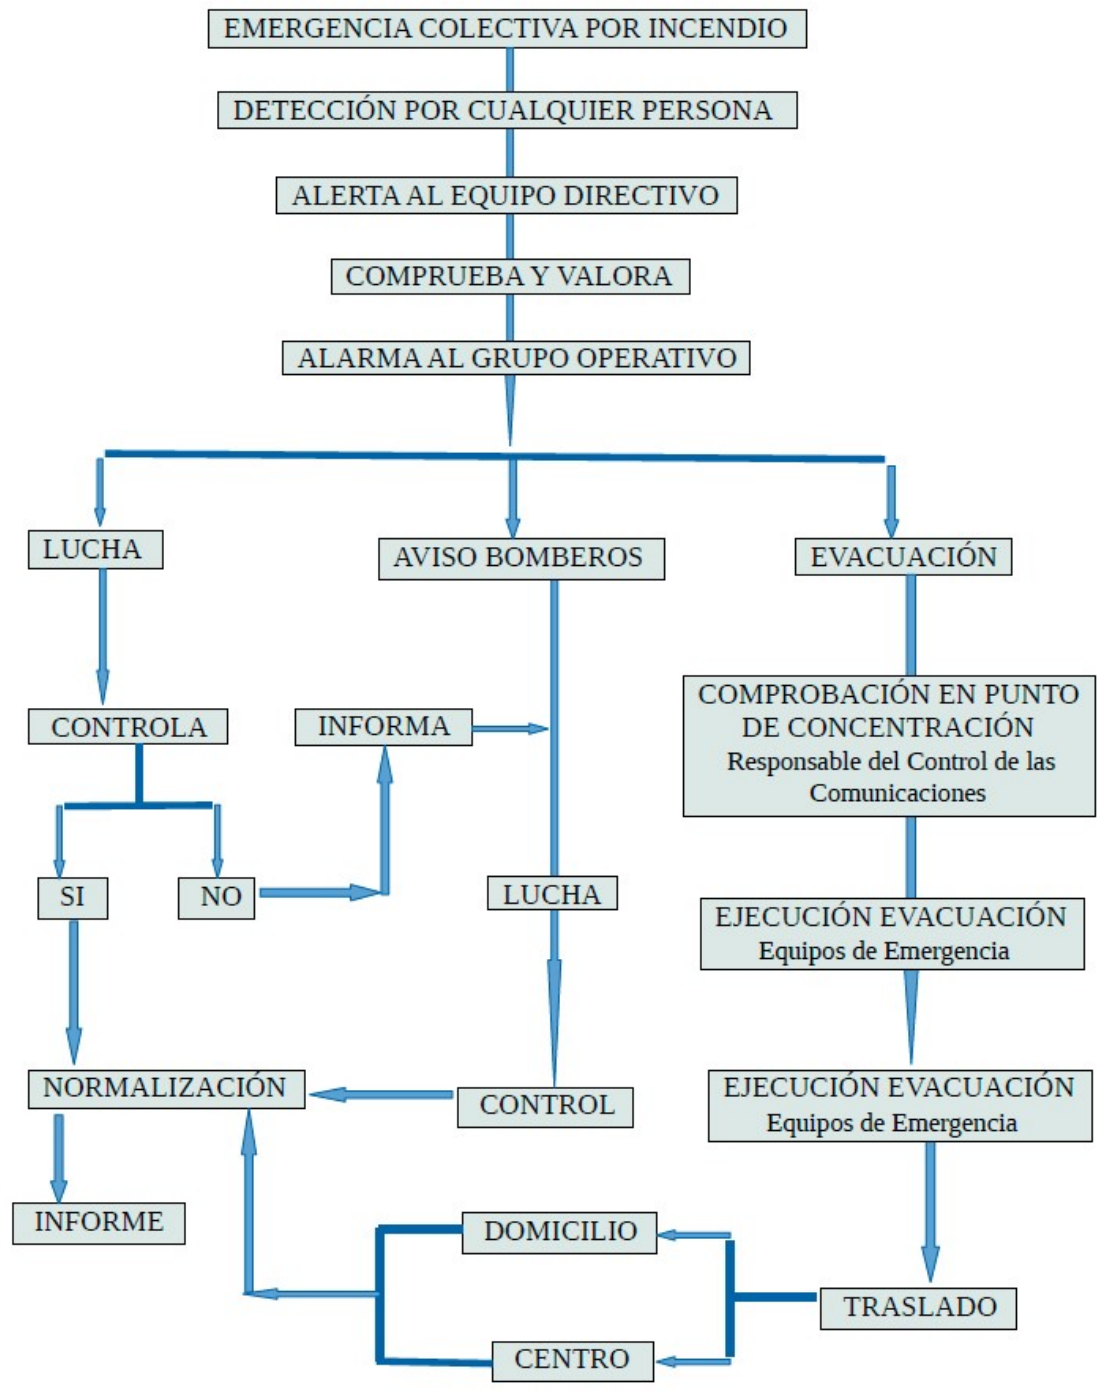 EMERGENCIA COLECTIVA POR INCENDIO
DETECCIÓN POR CUALQUIER PERSONA
ALERTA AL EQUIPO DIRECTIVO
COMPRUEBA Y VALORA
ALARMA AL GRUPO OPERATIVO
LUCHA
AVISO BOMBEROS
EVACUACIÓN
CONTROLA
INFORMA
COMPROBACIÓN EN PUNTO
DE CONCENTRACIÓN
Responsable del Control de las
Comunicaciones
SI
NO
LUCHA
EJECUCIÓN EVACUACIÓN
Equipos de Emergencia
NORMALIZACIÓN
CONTROL
EJECUCIÓN EVACUACIÓN
Equipos de Emergencia
INFORME
DOMICILIO
TRASLADO
CENTRO